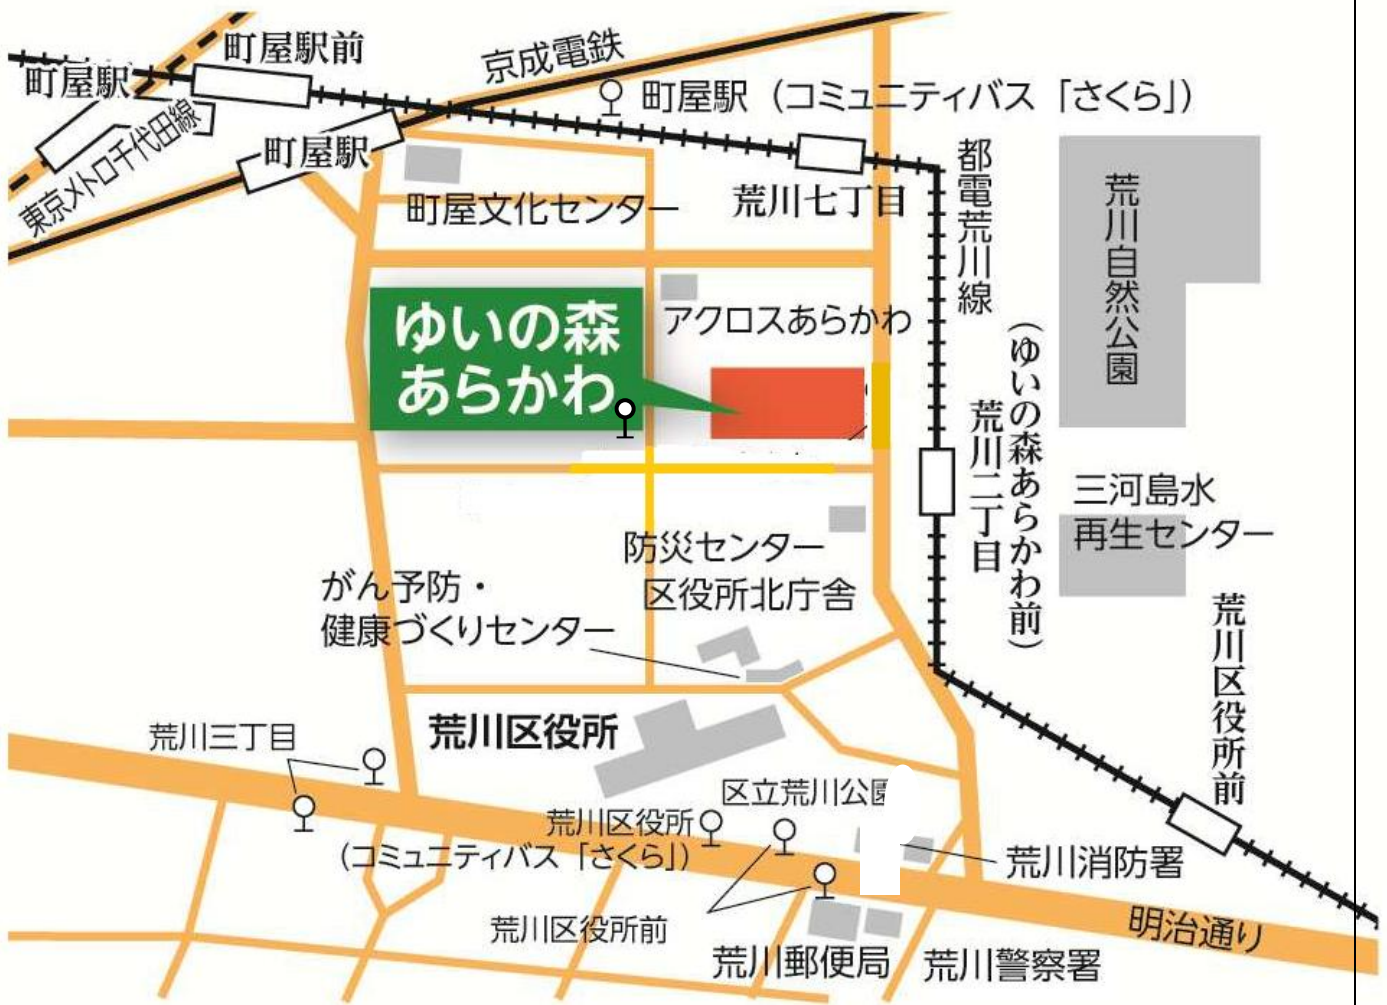 町屋駅前
京成電鉄
町屋駅
町屋駅（コミュニティバス「さくら」）
東京メトロ千代田線
町屋駅
都電荒川線
荒川七丁目
町屋文化センター
荒川自然公園
ゆいの森
あらかわ
アクロスあらかわ
荒川二丁目
（ゆいの森あらかわ前）
三河島水
再生センター
防災センター
区役所北庁舎
がん予防・
健康づくりセンター
荒川区役所前
荒川区役所
荒川三丁目
区立荒川公園
荒川区役所
（コミュニティバス「さくら」）
荒川消防署
荒川区役所前
明治通り
荒川郵便局
荒川警察署